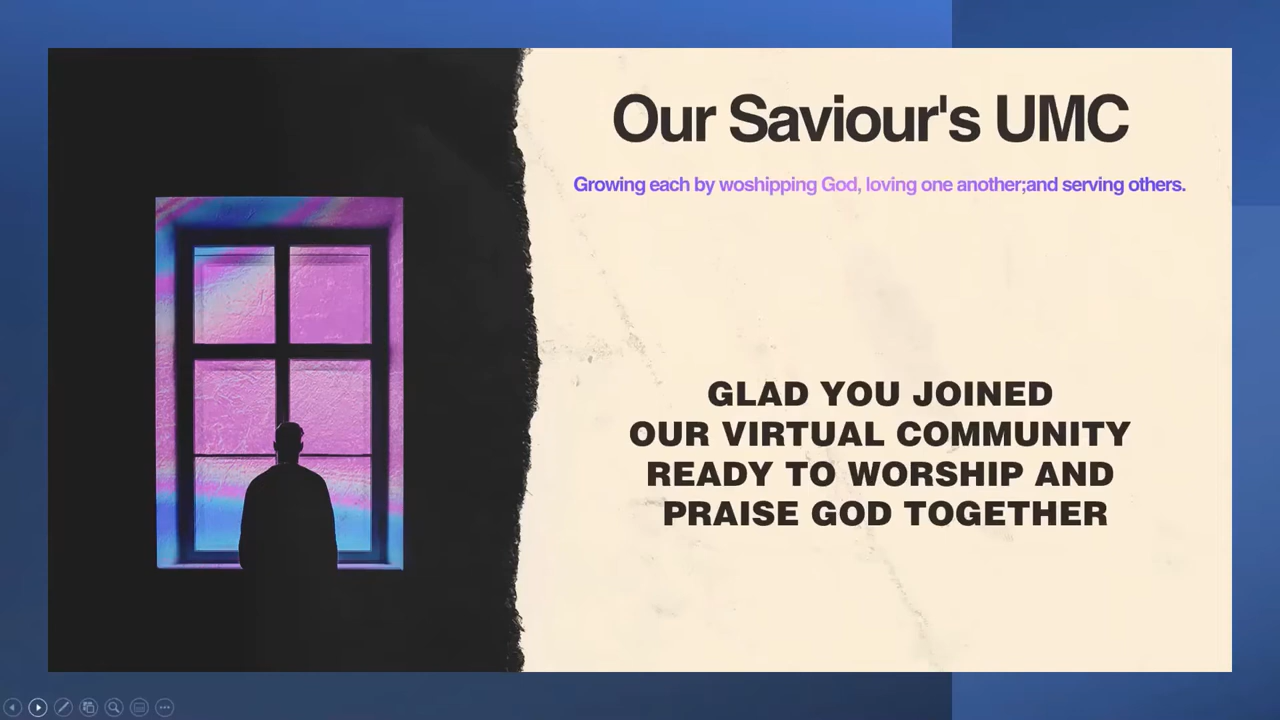 Our Saviour's UMC
Growing each by woshipping God, loving one another;and serving others.
GLAD YOU JOINED
OUR VIRTUAL COMMUNITY
READY TO WORSHIP AND
PRAISE GOD TOGETHER